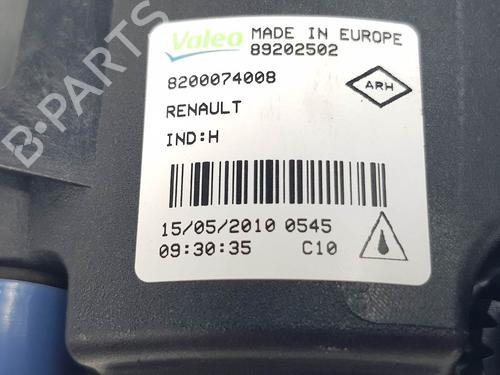 Valeo MADE IN EUROPE
89202502
8200074008
ARH
RENAULT
IND:H
15/05/2010 0545
09:30:35 C10
B-PARTS